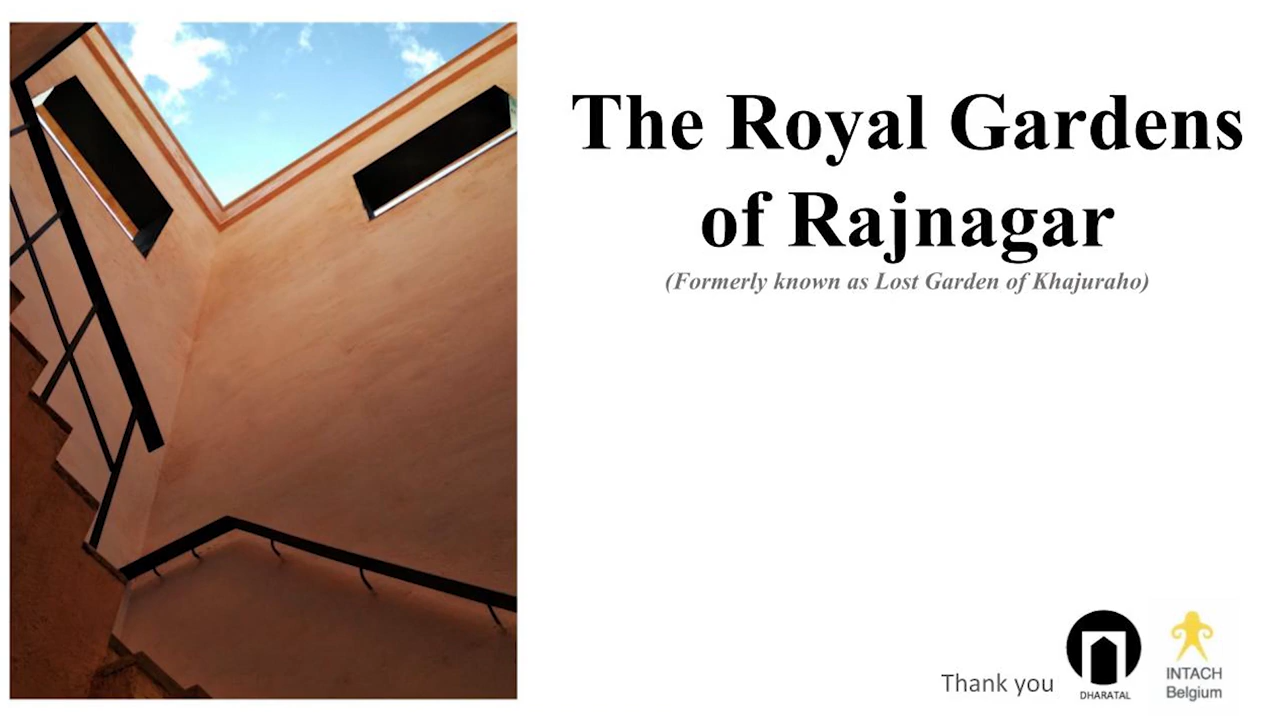 The Royal Gardens
of Rajnagar
(Formerly known as Lost Garden of Khajuraho)
Thank you
DHARATAL
INTACH
Belgium